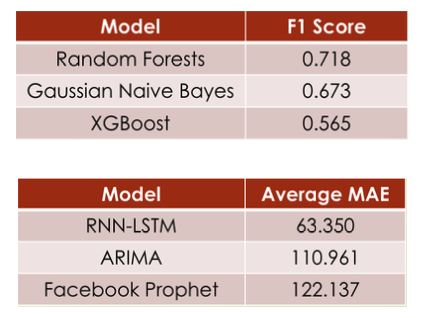 Model F1 Score
Random Forests 0.718
Gaussian Naive Bayes 0.673
XGBoost 0.565
Model Average MAE
RNN-LSTM 63.350
ARIMA 110.961
Facebook Prophet 122.137